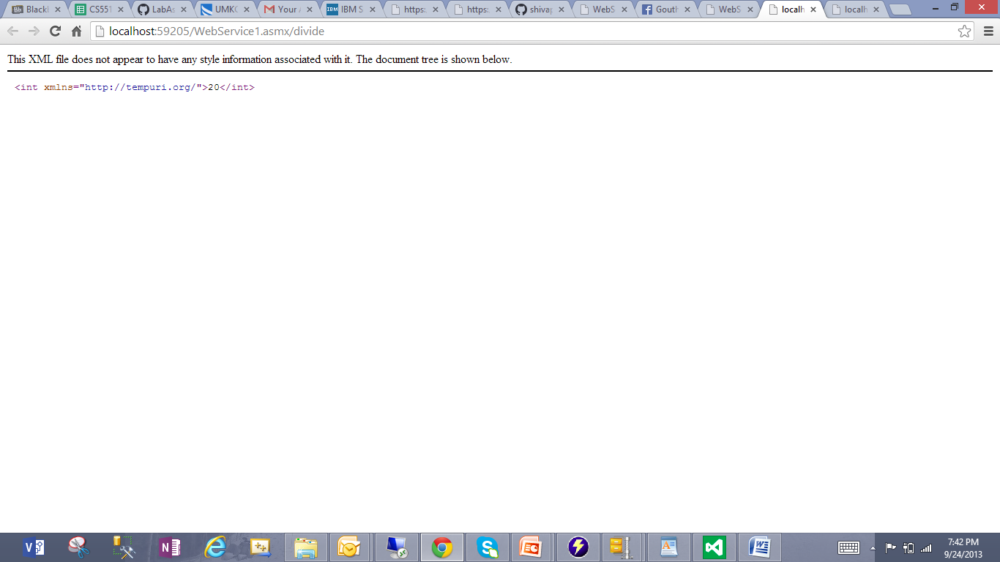 Blackl CS551 LabAs UMKC Your A IBM S https: https: shivap WebS Gouth WebS localh localh
localhost:59205/WebService1.asmx/divide
This XML file does not appear to have any style information associated with it. The document tree is shown below.
<int xmlns="http://tempuri.org/">20</int>
7:42 PM
9/24/2013